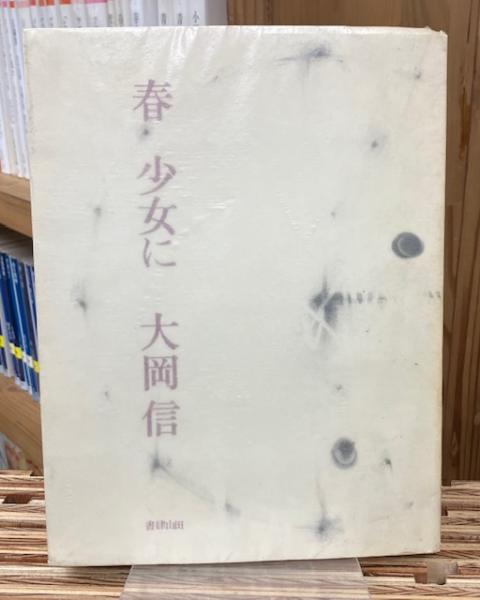 春 少女に 大岡信
書肆山田